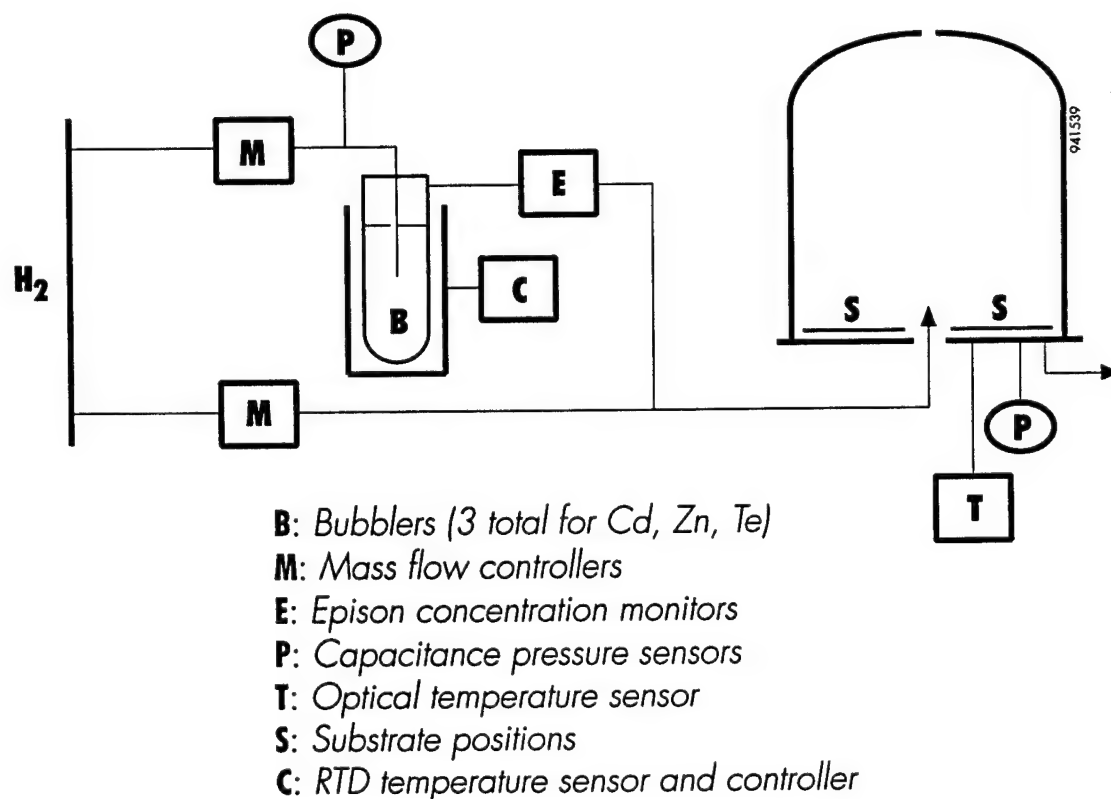 P
M
E
941539
H2
C
B
S
S
M
P
T
B: Bubblers (3 total for Cd, Zn, Te)
M: Mass flow controllers
E: Epison concentration monitors
P: Capacitance pressure sensors
T: Optical temperature sensor
S: Substrate positions
C: RTD temperature sensor and controller